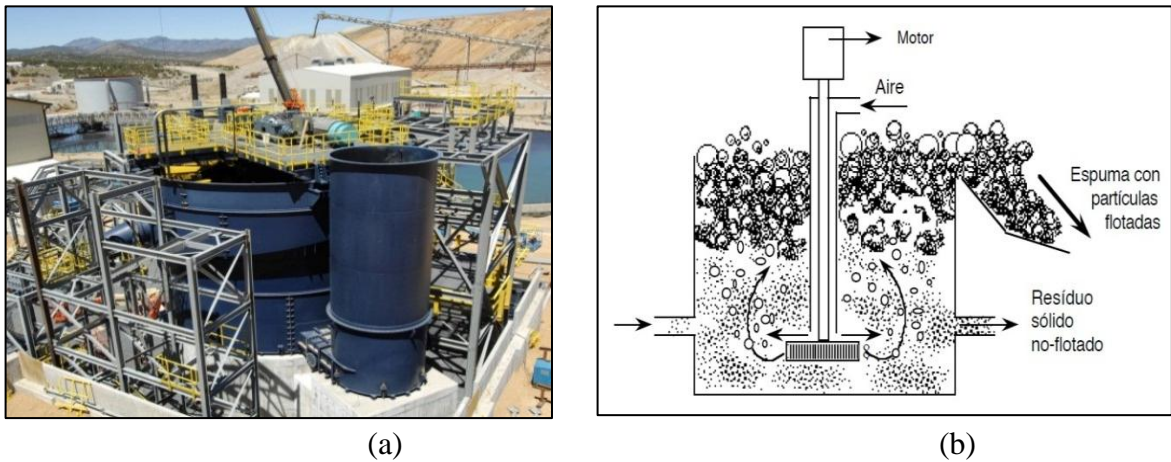 Motor
Aire
Espuma con
partículas
flotadas
Resíduo
sólido
no-flotado
(a)
(b)